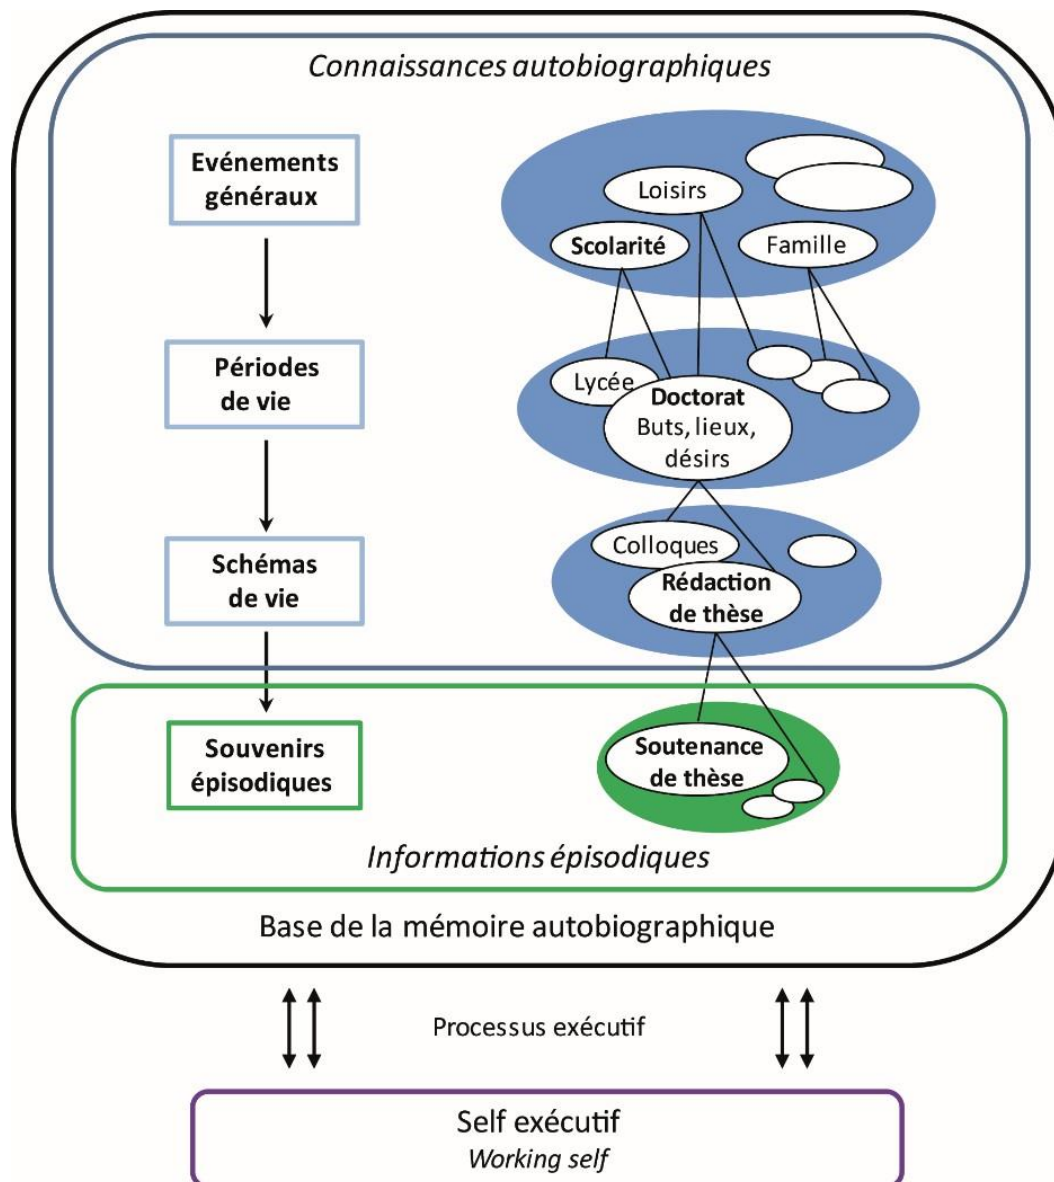 Connaissances autobiographiques
Evénements
généraux
Loisirs
Scolarité
Famille
Périodes
de vie
Lycée
Doctorat
Buts, lieux,
désirs
Schémas
de vie
Colloques
Rédaction
de thèse
Souvenirs
épisodiques
Soutenance
de thèse
Informations épisodiques
Base de la mémoire autobiographique
Processus exécutif
Self exécutif
Working self